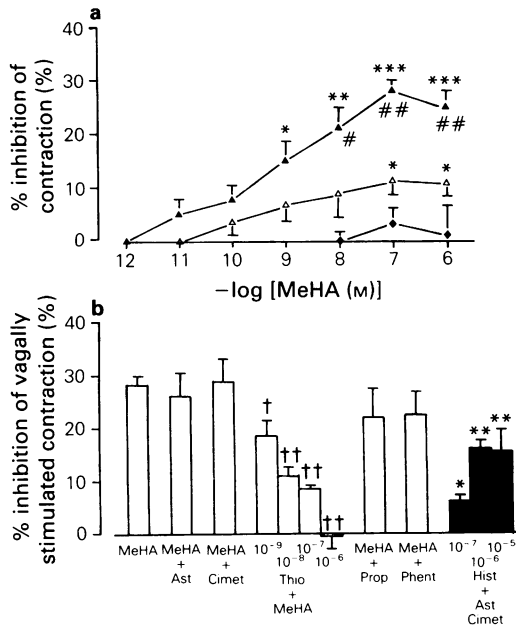 a
% inhibition of
contraction (%)
40
30
20
10
0
*
**
***
***
#
##
##
*
*
12 11 10 9 8 7 6
−log [MeHA (M)]
b
% inhibition of vagally
stimulated contraction (%)
40
30
20
10
0
†
††
††
††
*
**
**
MeHA
MeHA
+
Ast
MeHA
+
Cimet
10⁻⁹ 10⁻⁷
10⁻⁸ 10⁻⁶
Thio
+
MeHA
MeHA
+
Prop
MeHA
+
Phent
10⁻⁷ 10⁻⁵
10⁻⁶
Hist
+
Ast
Cimet